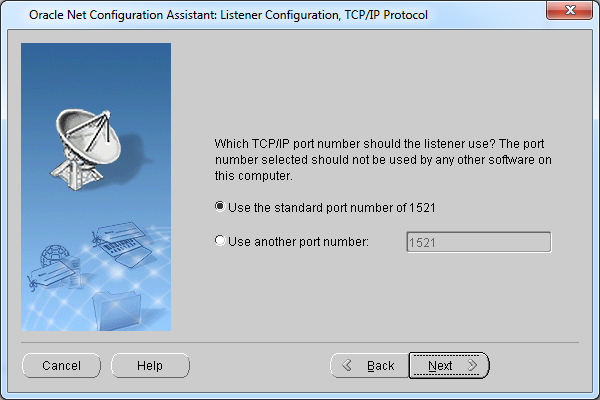 Oracle Net Configuration Assistant: Listener Configuration, TCP/IP Protocol
Which TCP/IP port number should the listener use? The port
number selected should not be used by any other software on
this computer.
Use the standard port number of 1521
Use another port number:
1521
Cancel
Help
Back
Next